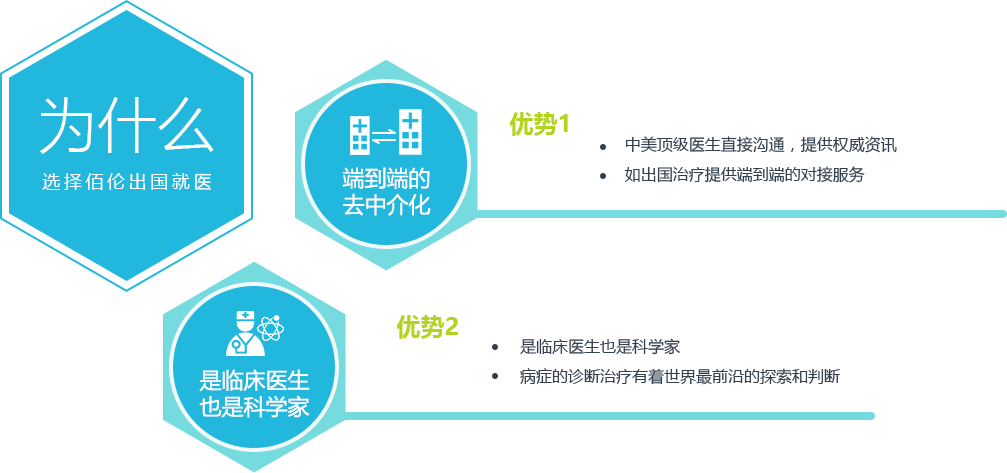 为什么
选择佰伦出国就医
端到端的
去中介化
优势1
中美顶级医生直接沟通，提供权威资讯
如出国治疗提供端到端的对接服务
是临床医生
也是科学家
优势2
是临床医生也是科学家
病症的诊断治疗有着世界最前沿的探索和判断